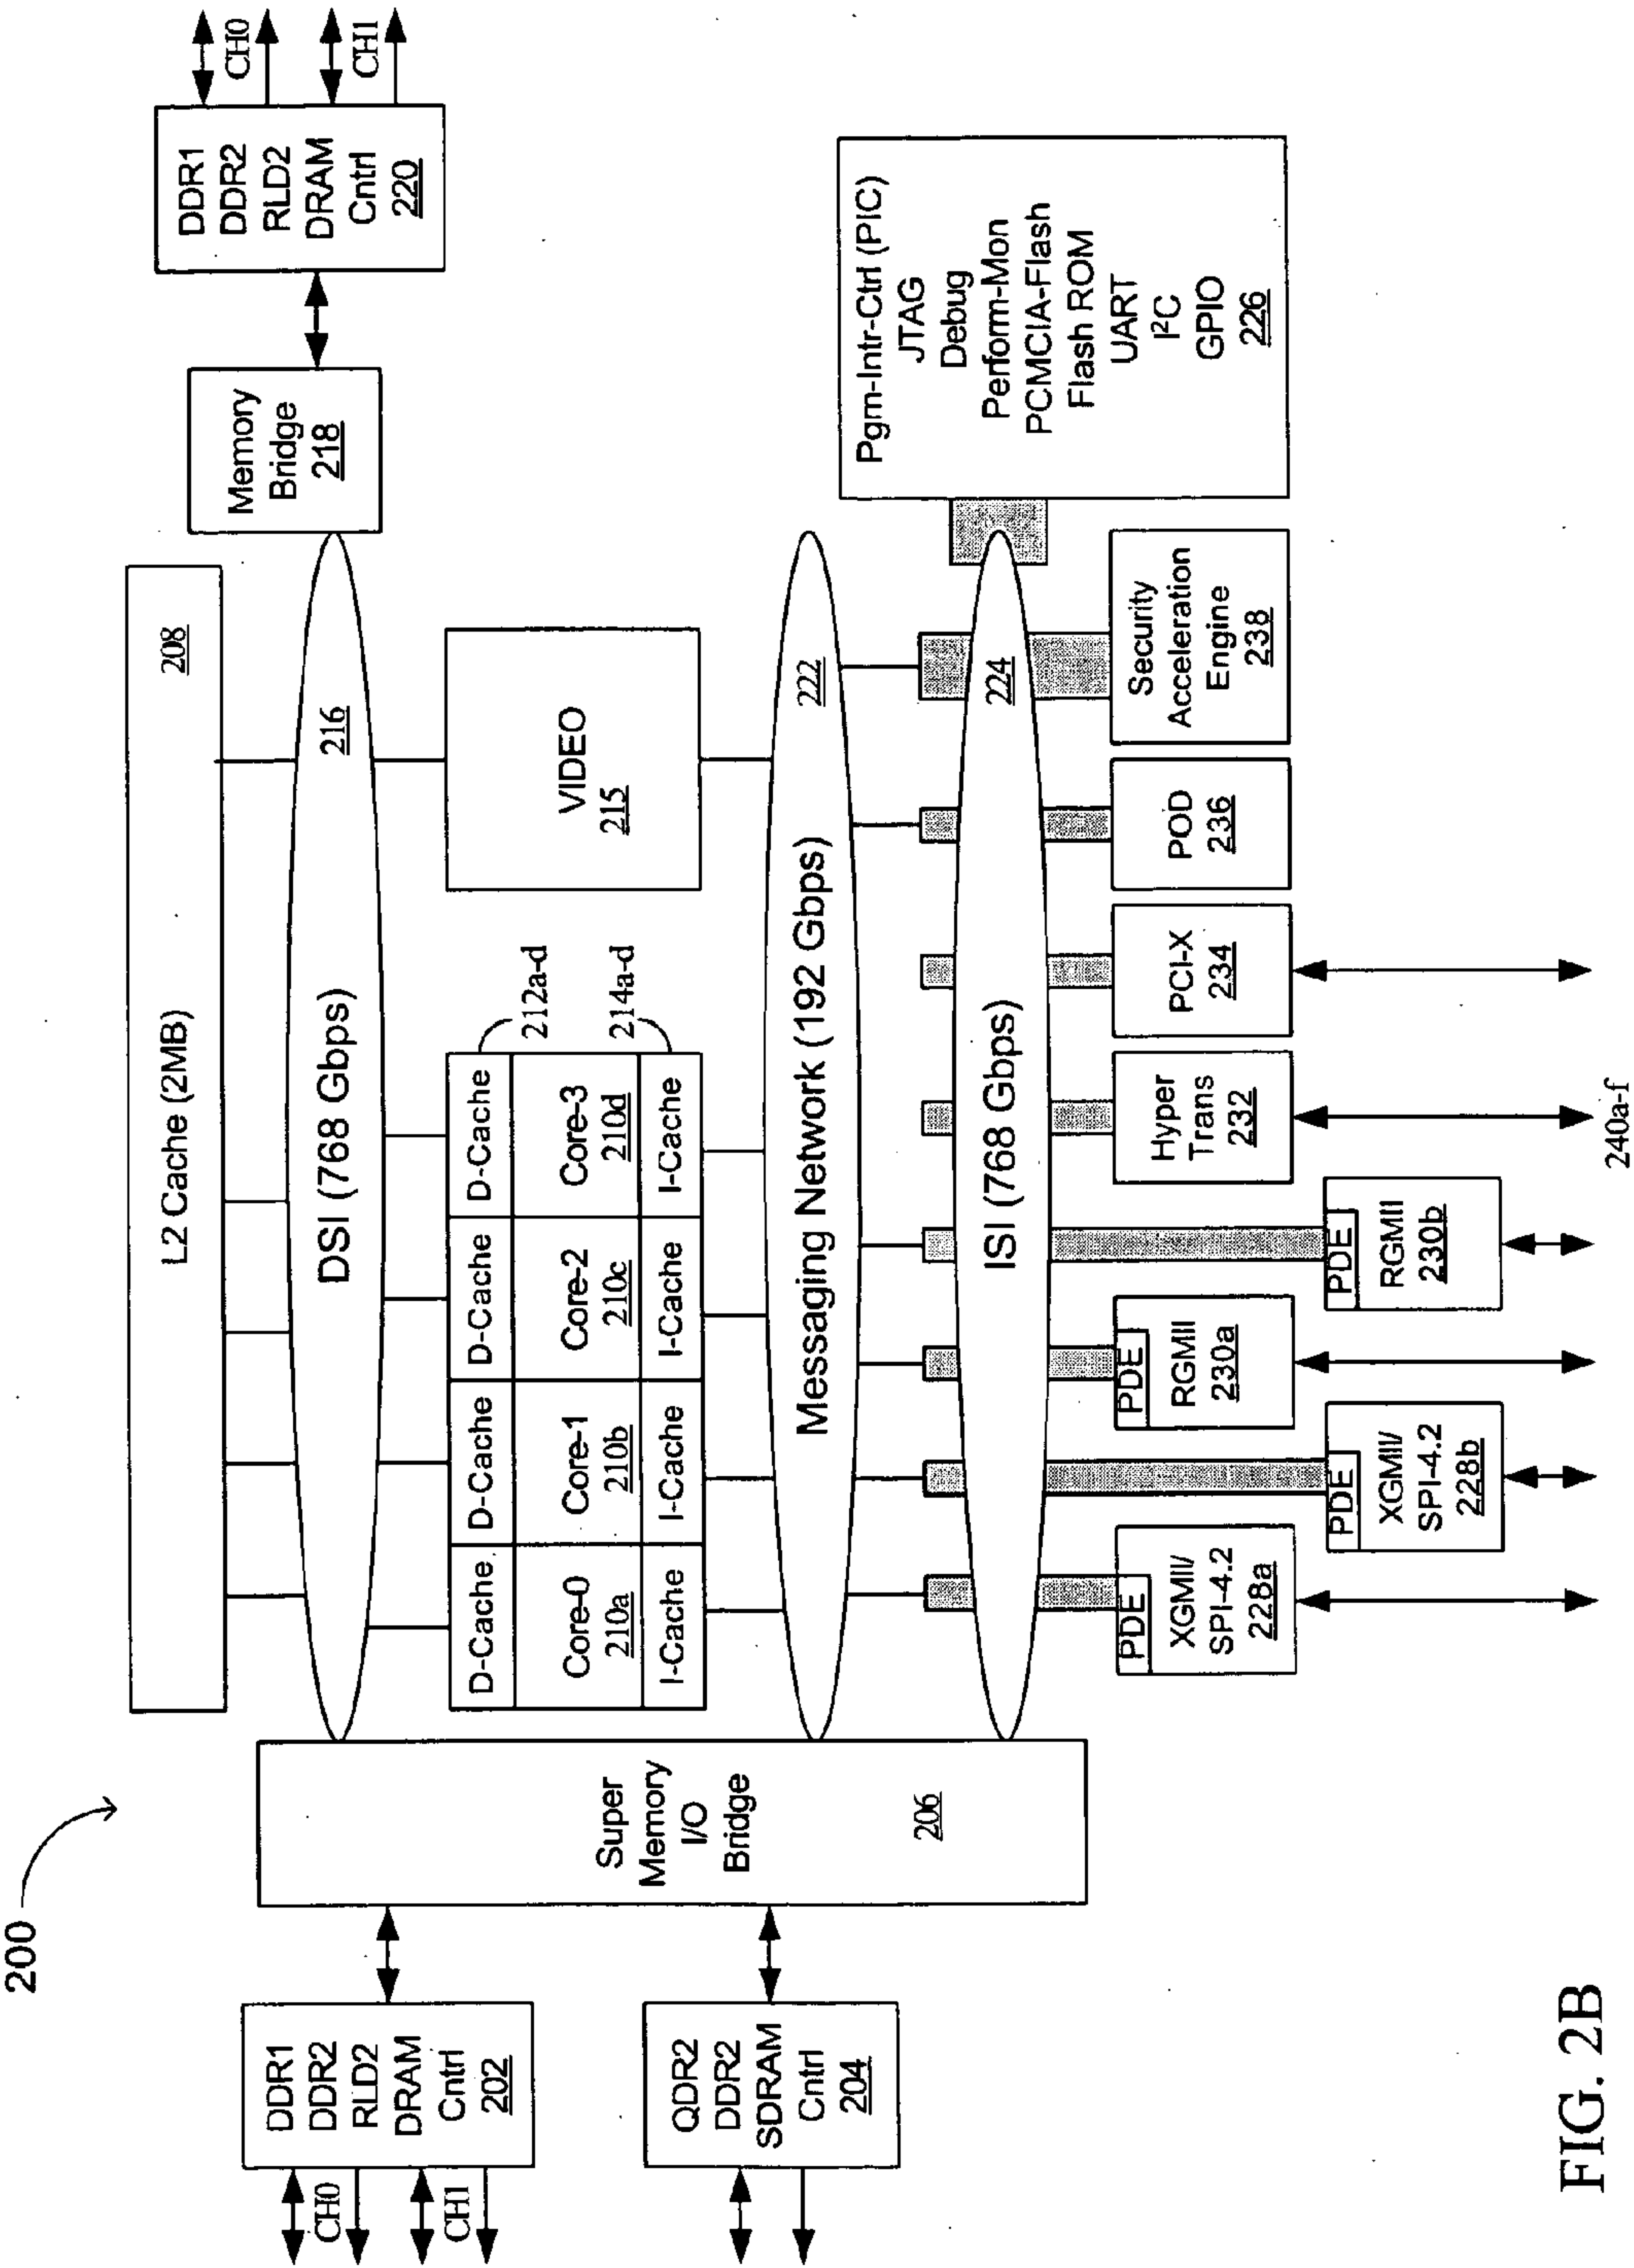 200
L2 Cache (2MB)
208
DDR1
DDR2
RLD2
DRAM
Cntrl
202
CH0
CH1
QDR2
DDR2
SDRAM
Cntrl
204
Super
Memory
I/O
Bridge
206
DSI (768 Gbps)
216
Memory
Bridge
218
DDR1
DDR2
RLD2
DRAM
Cntrl
220
CH0
CH1
D-Cache
D-Cache
D-Cache
D-Cache
212a-d
Core-0
210a
Core-1
210b
Core-2
210c
Core-3
210d
I-Cache
I-Cache
I-Cache
I-Cache
214a-d
VIDEO
215
Messaging Network (192 Gbps)
222
ISI (768 Gbps)
224
Pgm-Intr-Ctrl (PIC)
JTAG
Debug
Perform-Mon
PCMCIA-Flash
Flash ROM
UART
I²C
GPIO
226
PDE
XGMII/
SPI-4.2
228a
PDE
XGMII/
SPI-4.2
228b
PDE
RGMII
230a
PDE
RGMII
230b
Hyper
Trans
232
PCI-X
234
POD
236
Security
Acceleration
Engine
238
240a-f
FIG. 2B